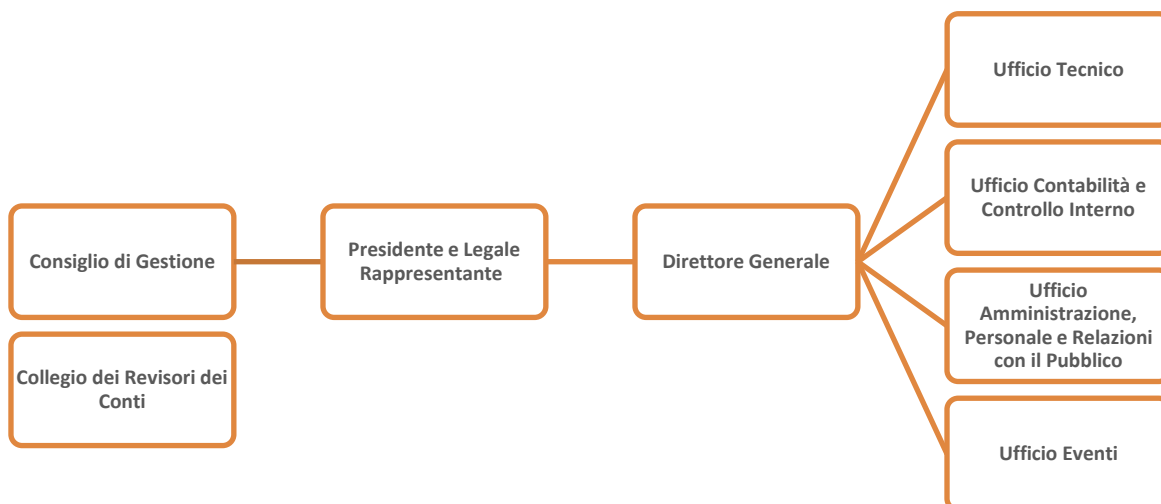 Consiglio di Gestione
Collegio dei Revisori dei
Conti
Presidente e Legale
Rappresentante
Direttore Generale
Ufficio Tecnico
Ufficio Contabilità e
Controllo Interno
Ufficio
Amministrazione,
Personale e Relazioni
con il Pubblico
Ufficio Eventi